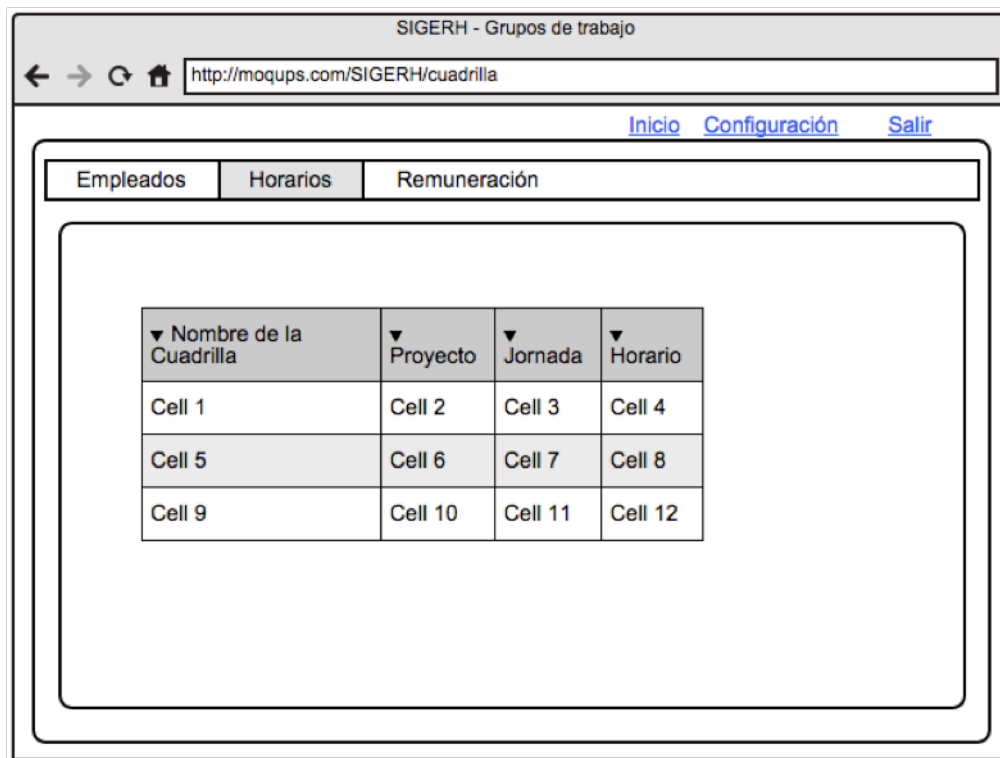 SIGERH - Grupos de trabajo
http://moqups.com/SIGERH/cuadrilla
Inicio Configuración Salir
Empleados Horarios Remuneración
▼ Nombre de la Cuadrilla ▼ Proyecto ▼ Jornada ▼ Horario
Cell 1 Cell 2 Cell 3 Cell 4
Cell 5 Cell 6 Cell 7 Cell 8
Cell 9 Cell 10 Cell 11 Cell 12